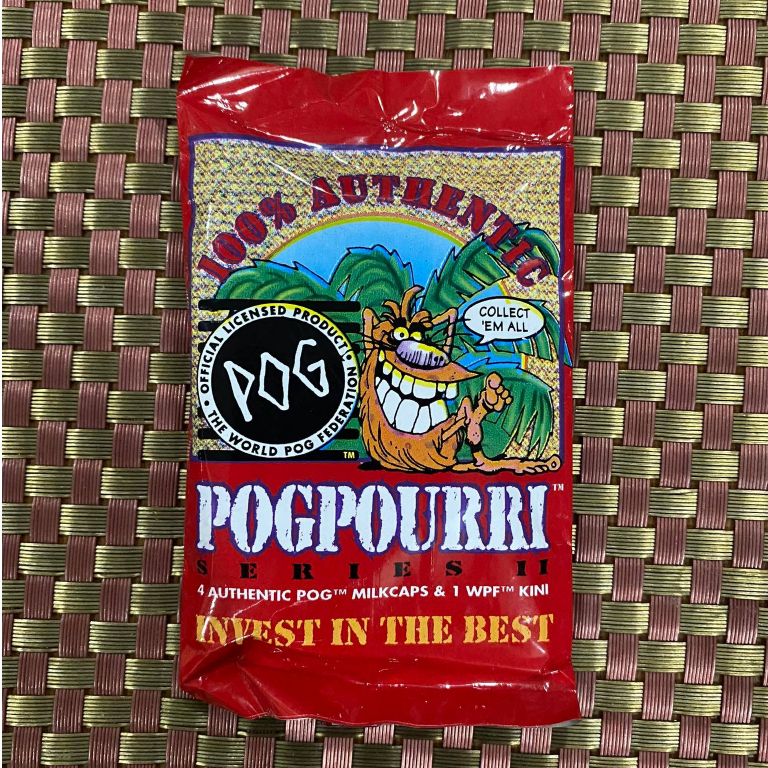 100% AUTHENTIC
COLLECT
'EM ALL
• OFFICIAL LICENSED PRODUCT •
POG
THE WORLD POG FEDERATION
TM
POGPOURRI™
SERIES II
4 AUTHENTIC POG™ MILKCAPS & 1 WPF™ KINI
INVEST IN THE BEST